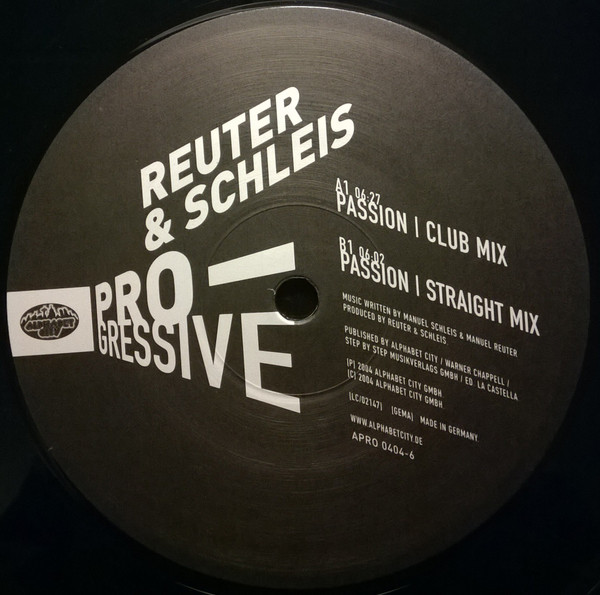 REUTER
& SCHLEIS
PRO–
GRESSIVE
ALPHABET
CITY
A1 06:27
PASSION | CLUB MIX
B1 06:02
PASSION | STRAIGHT MIX
MUSIC WRITTEN BY MANUEL SCHLEIS & MANUEL REUTER
PRODUCED BY REUTER & SCHLEIS
PUBLISHED BY ALPHABET CITY / WARNER CHAPPELL /
STEP BY STEP MUSIKVERLAGS GMBH / ED. LA CASTELLA.
(P) 2004 ALPHABET CITY GMBH.
(C) 2004 ALPHABET CITY GMBH.
(LC/02147) (GEMA) MADE IN GERMANY.
WWW.ALPHABETCITY.DE
APRO 0404-6